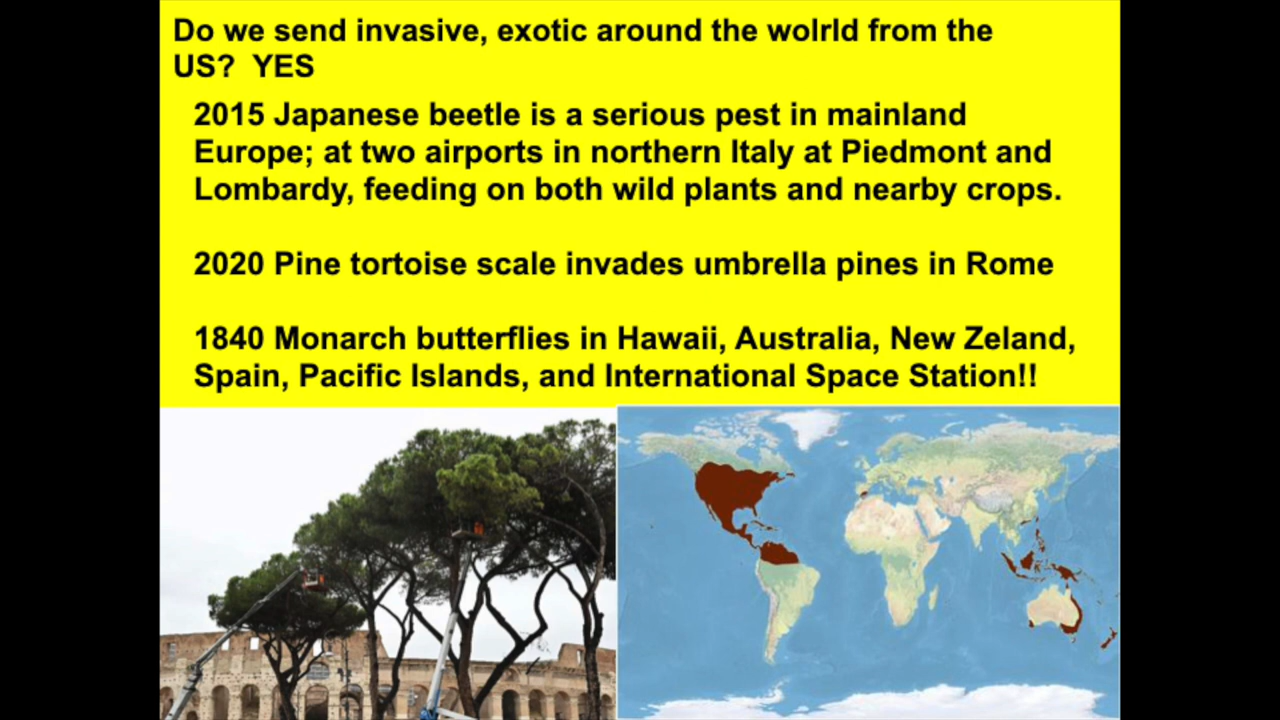 Do we send invasive, exotic around the wolrld from the
US?  YES
2015 Japanese beetle is a serious pest in mainland
Europe; at two airports in northern Italy at Piedmont and
Lombardy, feeding on both wild plants and nearby crops.
2020 Pine tortoise scale invades umbrella pines in Rome
1840 Monarch butterflies in Hawaii, Australia, New Zeland,
Spain, Pacific Islands, and International Space Station!!